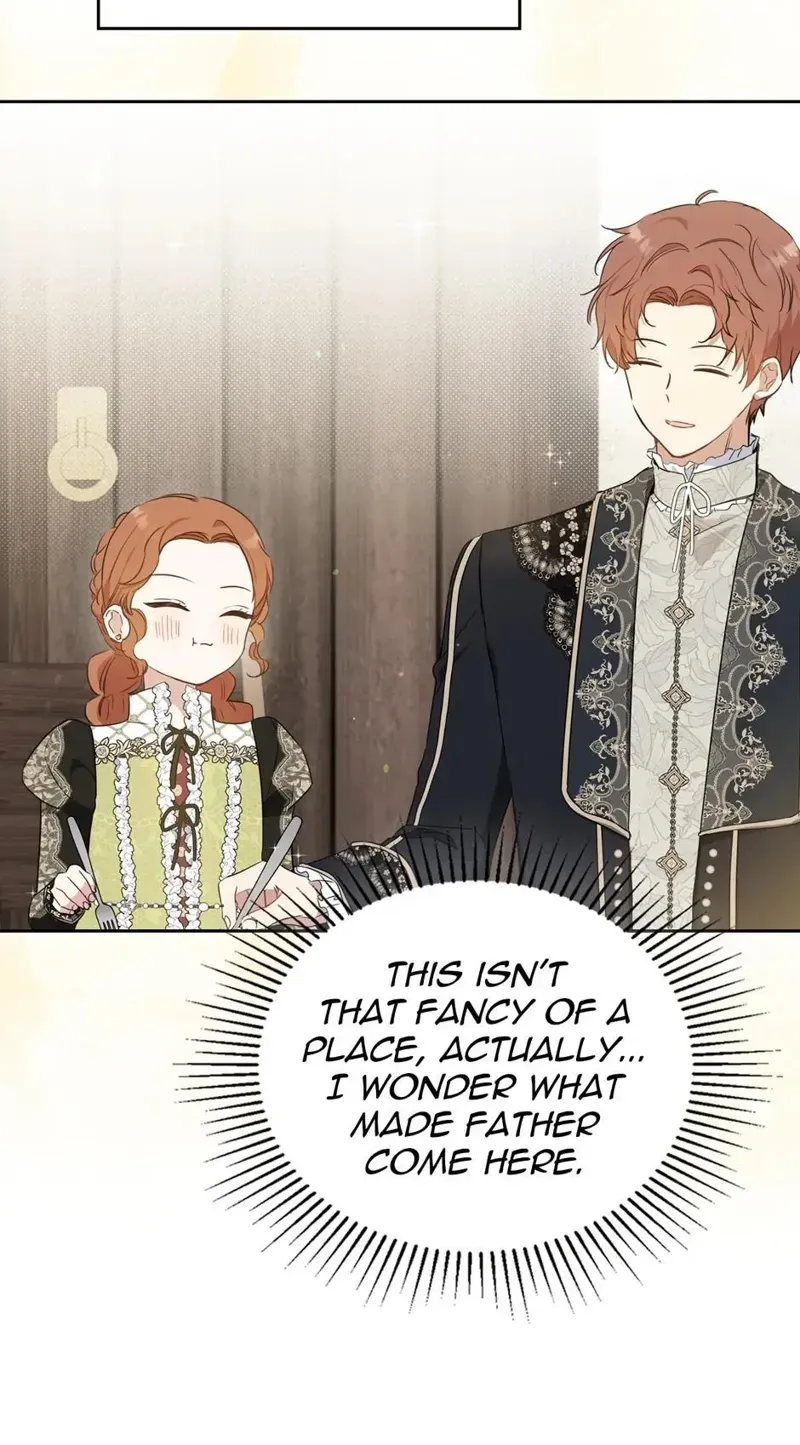 THIS ISN'T
THAT FANCY OF A
PLACE, ACTUALLY...
I WONDER WHAT
MADE FATHER
COME HERE.